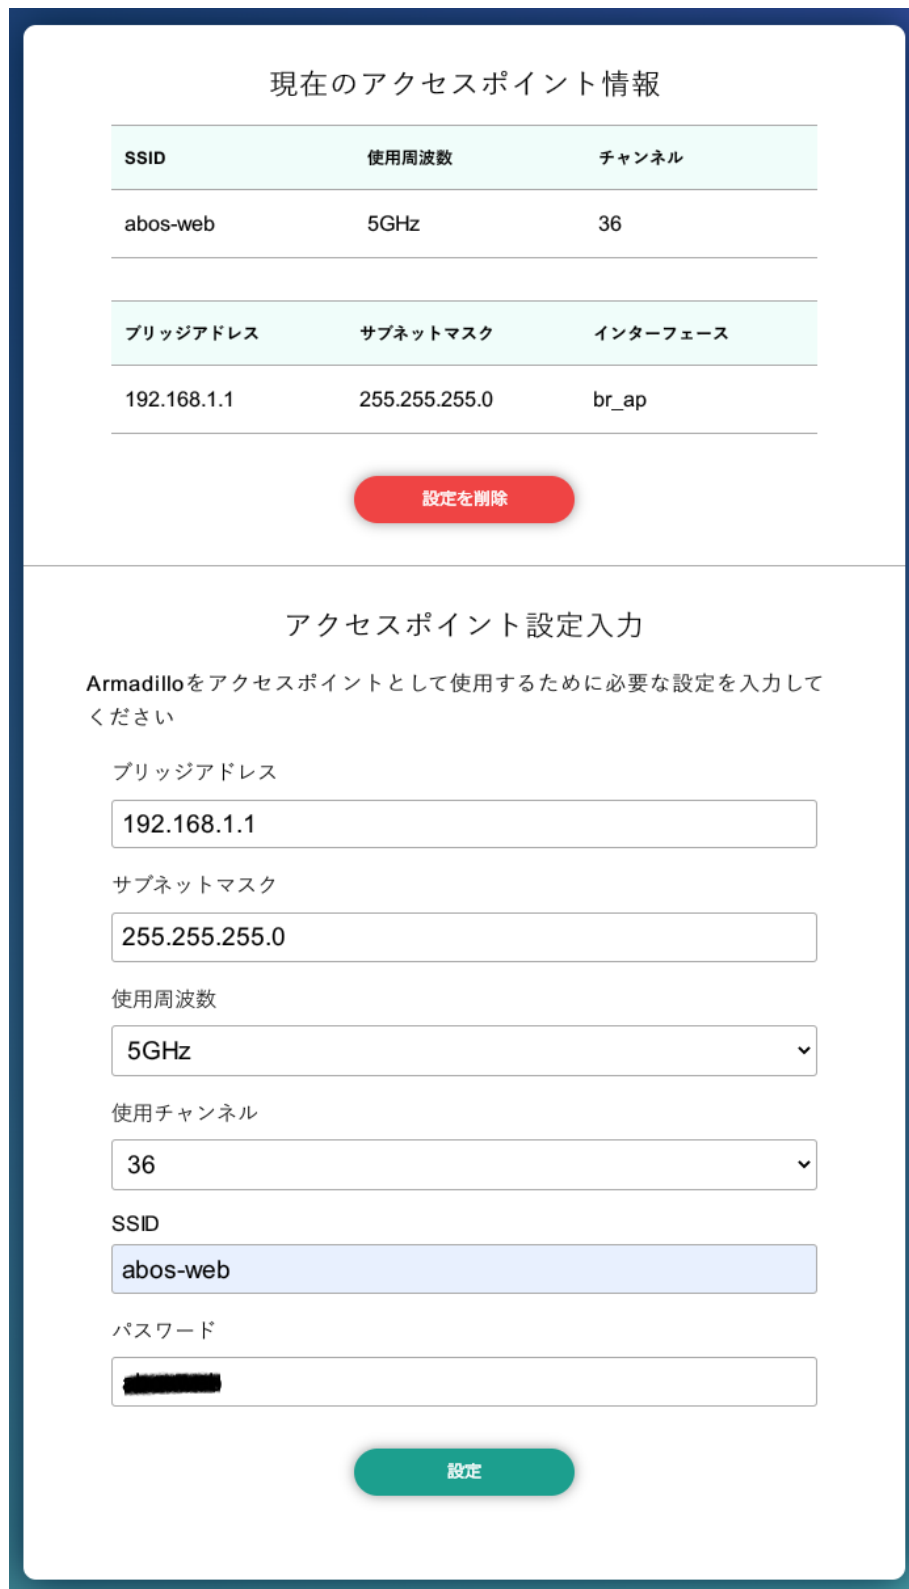 現在のアクセスポイント情報
SSID 使用周波数 チャンネル
abos-web 5GHz 36
ブリッジアドレス サブネットマスク インターフェース
192.168.1.1 255.255.255.0 br_ap
設定を削除
アクセスポイント設定入力
Armadilloをアクセスポイントとして使用するために必要な設定を入力して
ください
ブリッジアドレス
192.168.1.1
サブネットマスク
255.255.255.0
使用周波数
5GHz
使用チャンネル
36
SSID
abos-web
パスワード
設定